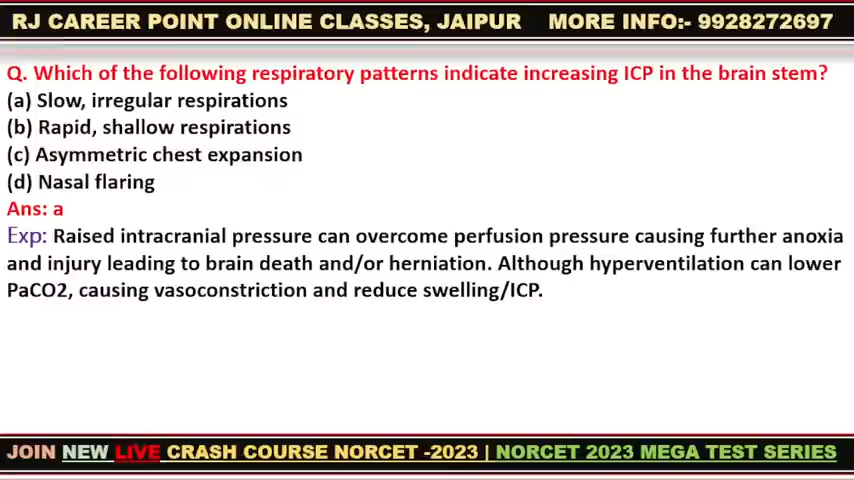 RJ CAREER POINT ONLINE CLASSES, JAIPUR MORE INFO:- 9928272697
Q. Which of the following respiratory patterns indicate increasing ICP in the brain stem?
(a) Slow, irregular respirations
(b) Rapid, shallow respirations
(c) Asymmetric chest expansion
(d) Nasal flaring
Ans: a
Exp: Raised intracranial pressure can overcome perfusion pressure causing further anoxia
and injury leading to brain death and/or herniation. Although hyperventilation can lower
PaCO2, causing vasoconstriction and reduce swelling/ICP.
JOIN NEW LIVE CRASH COURSE NORCET -2023 | NORCET 2023 MEGA TEST SERIES